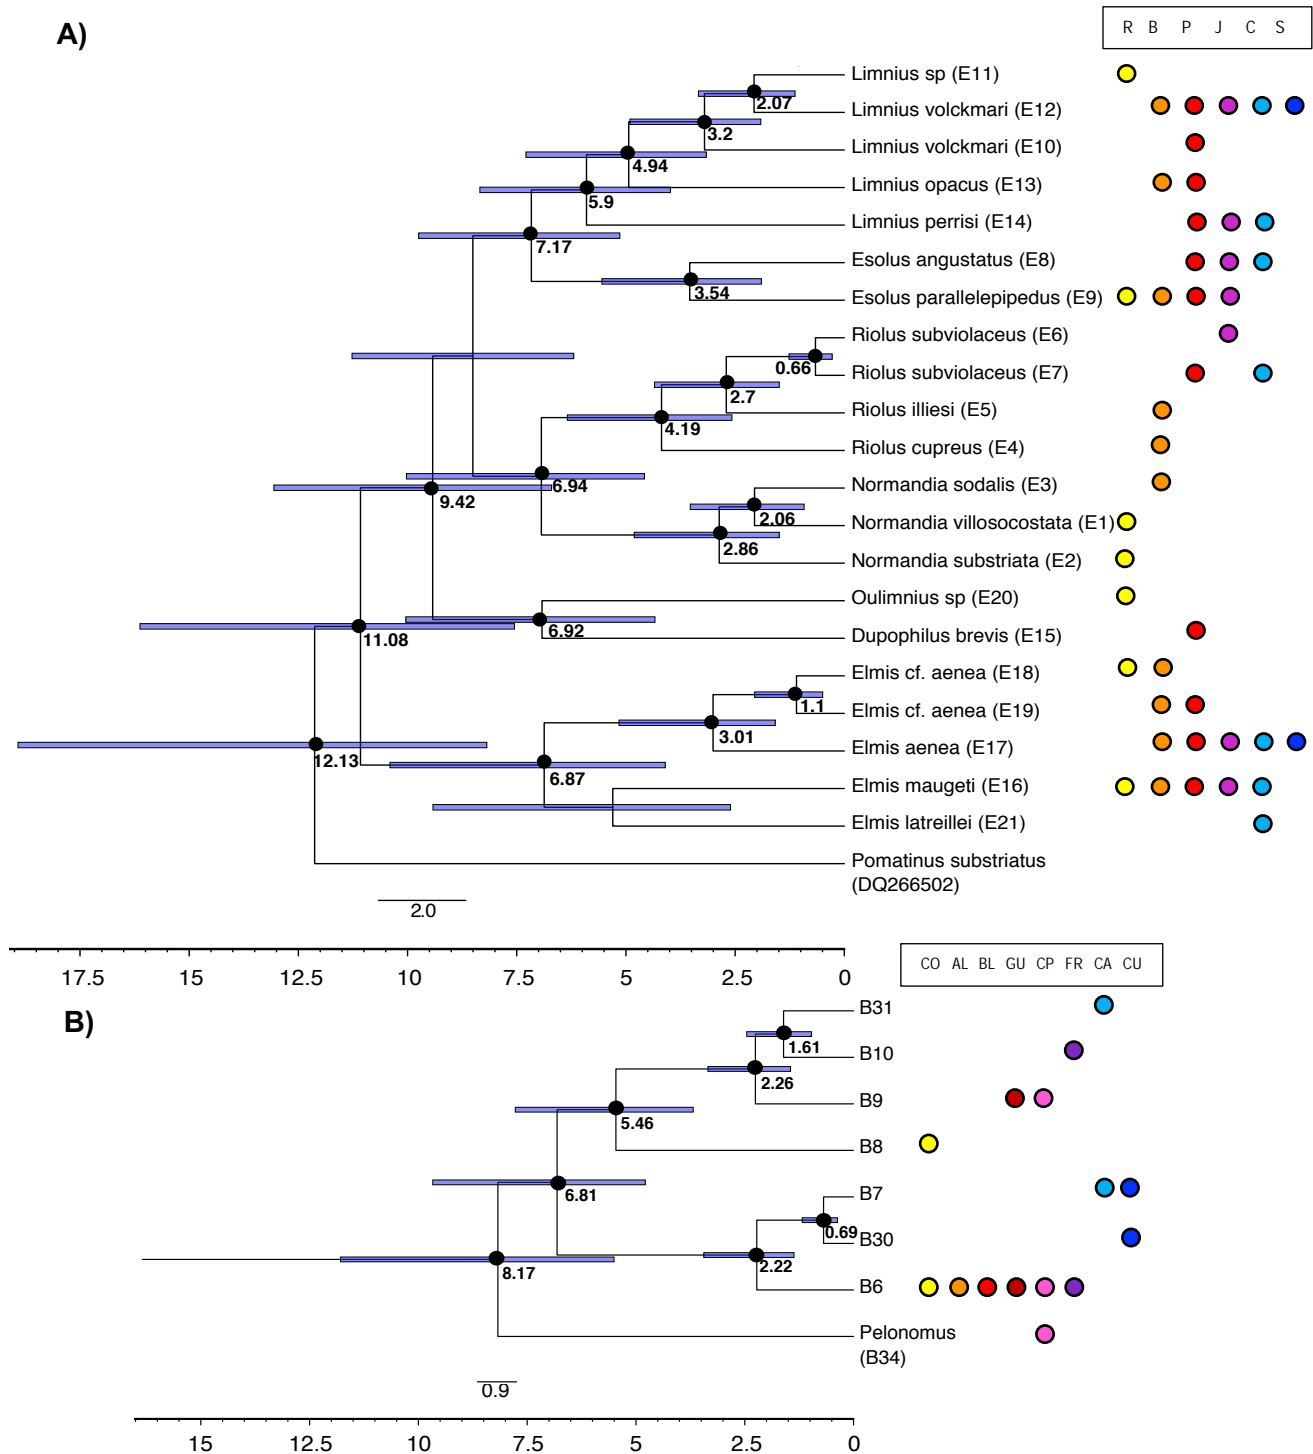 A)
R B P J C S
Limnius sp (E11)
2.07
Limnius volckmari (E12)
3.2
Limnius volckmari (E10)
4.94
Limnius opacus (E13)
5.9
Limnius perrisi (E14)
7.17
Esolus angustatus (E8)
3.54
Esolus parallelepipedus (E9)
Riolus subviolaceus (E6)
0.66
Riolus subviolaceus (E7)
2.7
Riolus illiesi (E5)
4.19
Riolus cupreus (E4)
6.94
Normandia sodalis (E3)
9.42
2.06
Normandia villosocostata (E1)
2.86
Normandia substriata (E2)
Oulimnius sp (E20)
6.92
Dupophilus brevis (E15)
11.08
Elmis cf. aenea (E18)
1.1
Elmis cf. aenea (E19)
3.01
Elmis aenea (E17)
12.13
6.87
Elmis maugeti (E16)
Elmis latreillei (E21)
Pomatinus substriatus
(DQ266502)
2.0
17.5 12.5 10 7.5 5 2.5 0
CO AL BL GU CP FR CA CU
B)
B31
1.61
B10
2.26
B9
5.46
B8
6.81
B7
0.69
B30
2.22
8.17
B6
Pelonomus
(B34)
0.9
15 12.5 10 7.5 5 2.5 0